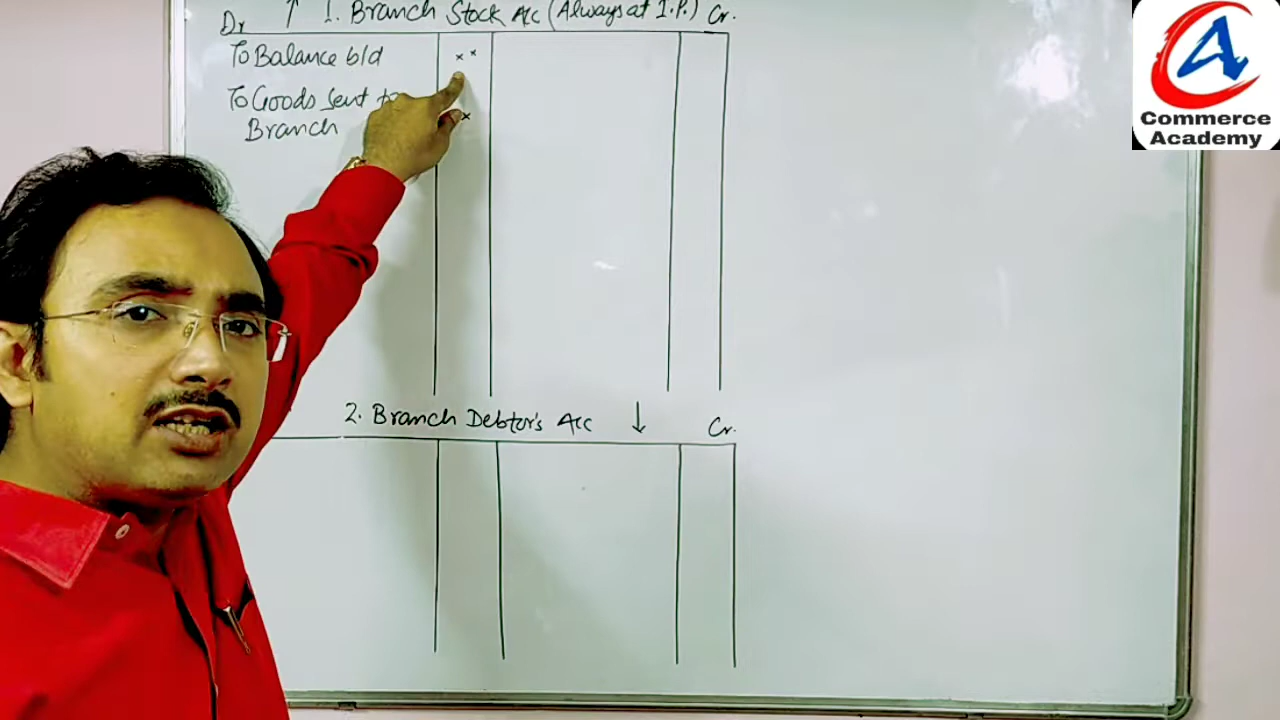 ↑ 1. Branch Stock A/c (Always at I.P.)
Dr Cr.
To Balance b/d x x
To Goods Sent to
Branch x
2. Branch Debtor's A/c ↓ Cr.
Commerce
Academy